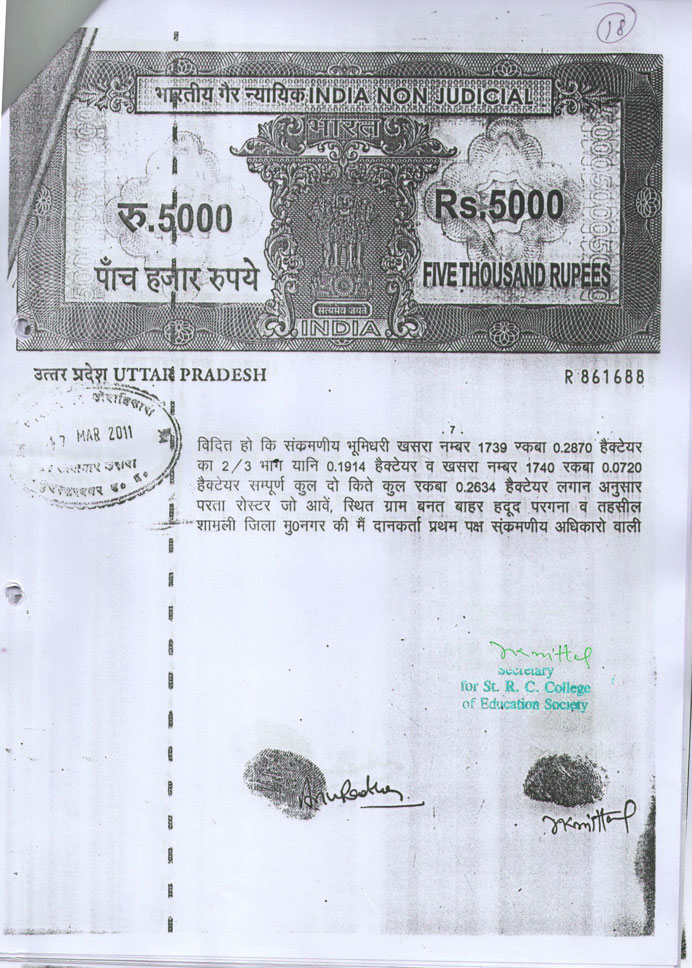 18
भारतीय गैर न्यायिक INDIA NON JUDICIAL
भारत
रु.5000
Rs.5000
पाँच हजार रुपये
FIVE THOUSAND RUPEES
सत्यमेव जयते
INDIA
उत्तर प्रदेश UTTAR PRADESH
R 861688
17 MAR 2011
. 7 .
विदित हो कि संक्रमणीय भूमिधरी खसरा नम्बर 1739 रकबा 0.2870 हैक्टेयर
का 2/3 भाग यानि 0.1914 हैक्टेयर व खसरा नम्बर 1740 रकबा 0.0720
हैक्टेयर सम्पूर्ण कुल दो किते कुल रकबा 0.2634 हैक्टेयर लगान अनुसार
परता रोस्टर जो आवें, स्थित ग्राम बनत बाहर हदूद परगना व तहसील
शामली जिला मु0नगर की मैं दानकर्ता प्रथम पक्ष संक्रमणीय अधिकारो वाली
Secretary
for St. R. C. College
of Education Society
Anuradha